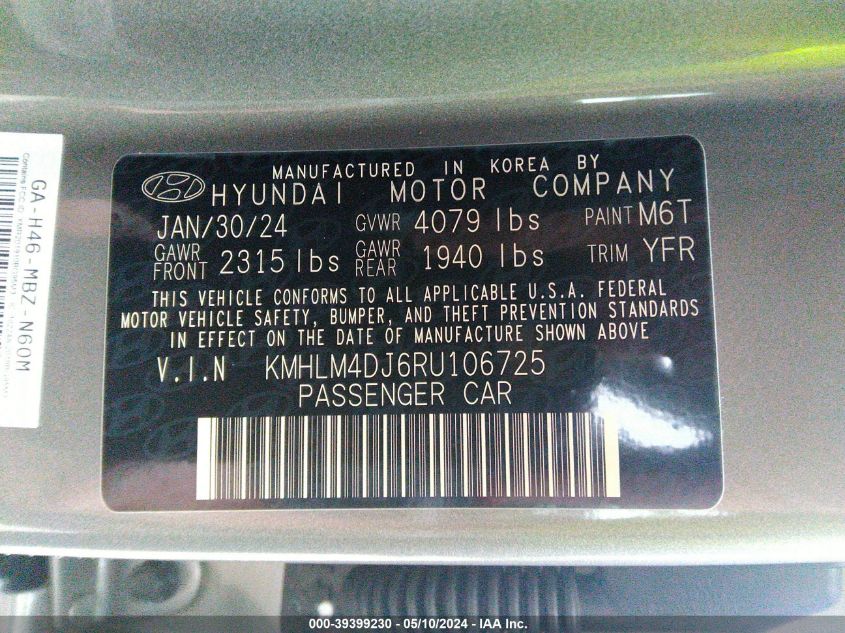 MANUFACTURED IN KOREA BY
HYUNDAI MOTOR COMPANY
JAN/30/24 GVWR 4079 lbs PAINT M6T
GAWR FRONT 2315 lbs GAWR REAR 1940 lbs TRIM YFR
THIS VEHICLE CONFORMS TO ALL APPLICABLE U.S.A. FEDERAL
MOTOR VEHICLE SAFETY, BUMPER, AND THEFT PREVENTION STANDARDS
IN EFFECT ON THE DATE OF MANUFACTURE SHOWN ABOVE
V.I.N KMHLM4DJ6RU106725
PASSENGER CAR
GA-H46-MBZ-N60M
Contains FCC ID:
000-39399230 - 05/10/2024 - IAA Inc.